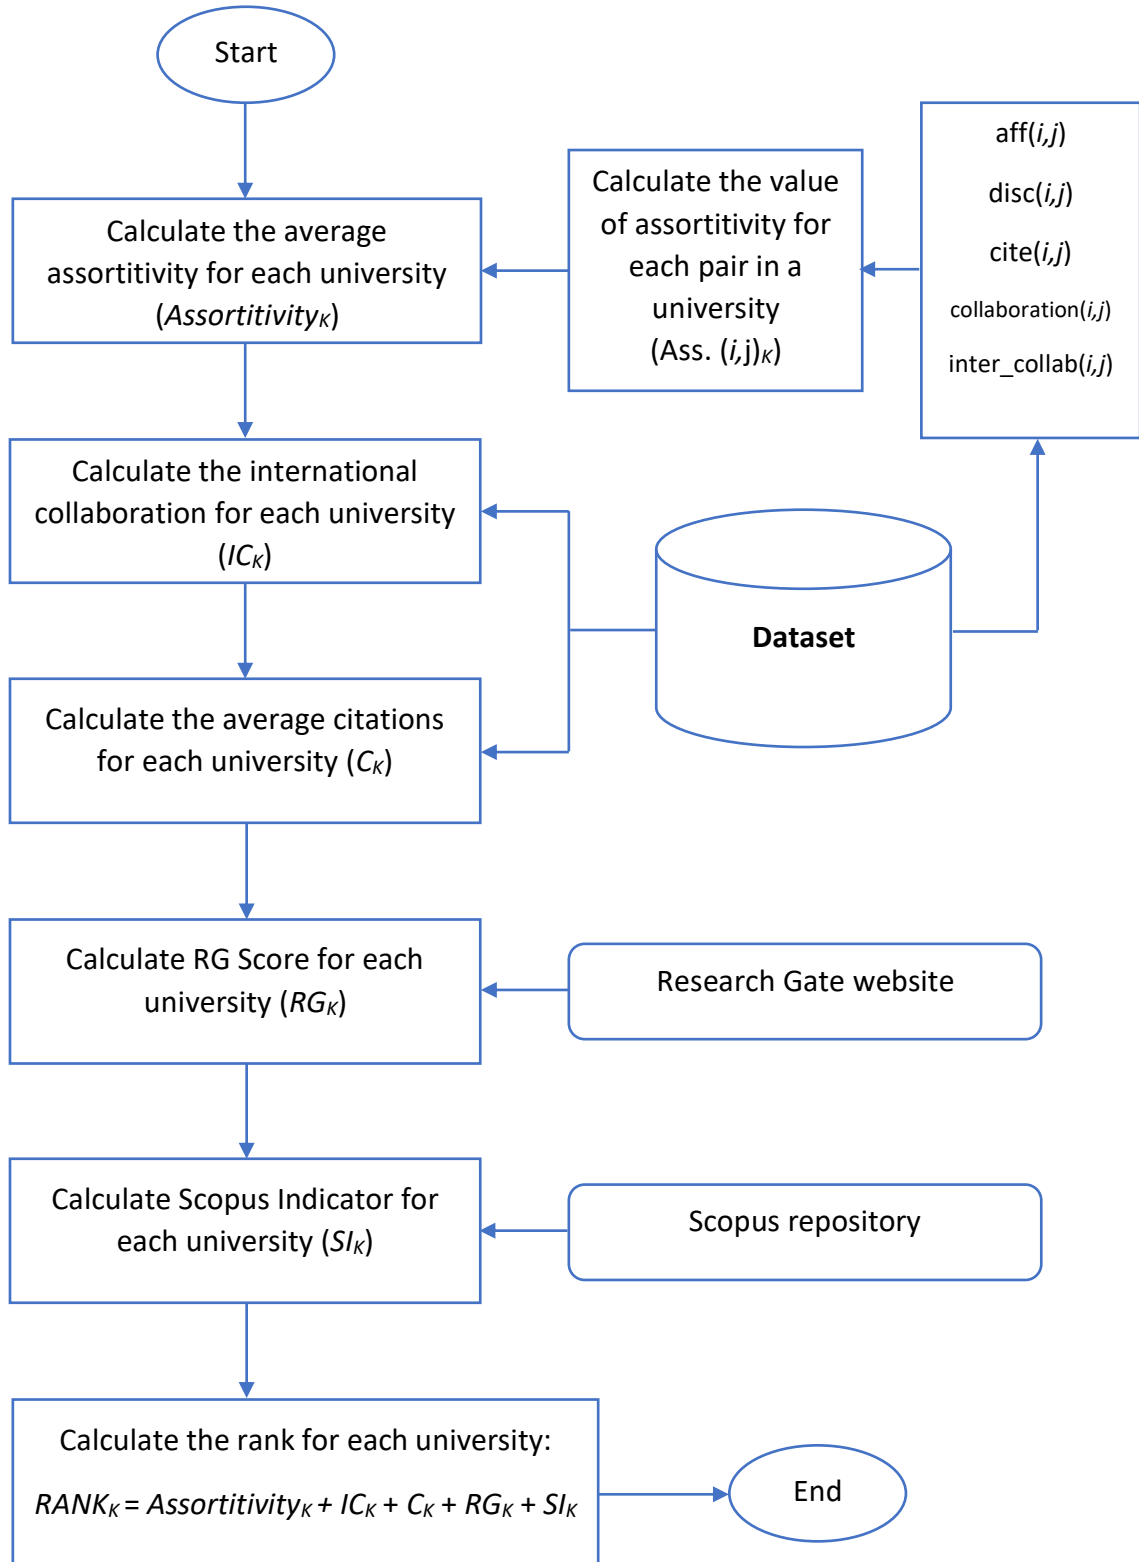 Start
Calculate the average
assortitivity for each university
(AssortitivityK)
Calculate the value
of assortitivity for
each pair in a
university
(Ass. (i,j)K)
aff(i,j)
disc(i,j)
cite(i,j)
collaboration(i,j)
inter_collab(i,j)
Calculate the international
collaboration for each university
(ICK)
Dataset
Calculate the average citations
for each university (CK)
Calculate RG Score for each
university (RGK)
Research Gate website
Calculate Scopus Indicator for
each university (SIK)
Scopus repository
Calculate the rank for each university:
RANKK = AssortitivityK + ICK + CK + RGK + SIK
End